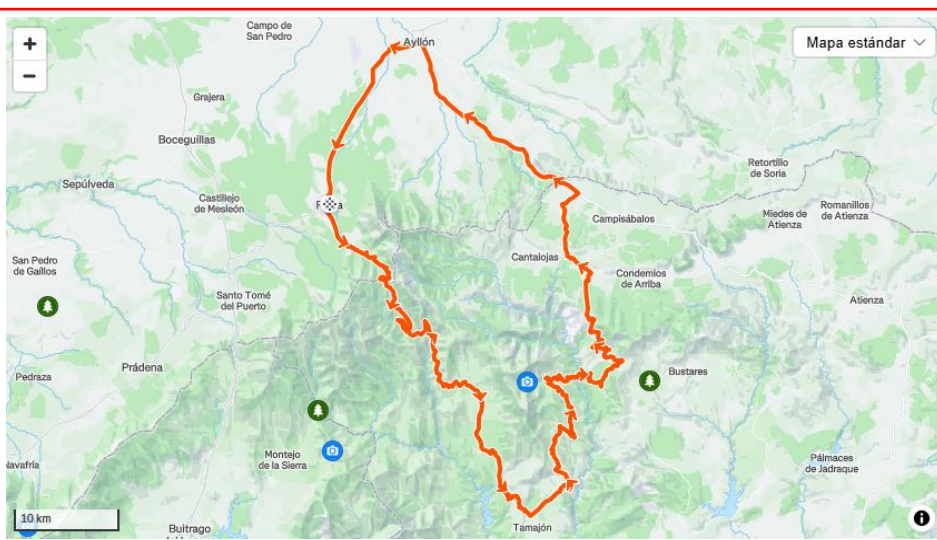 Campo de
San Pedro
Ayllón
Mapa estándar
+
−
Grajera
Boceguillas
Retortillo
de Soria
Sepúlveda
Castillejo
de Mesleón
Campisábalos
Miedes de
Atienza
Romanillos
de Atienza
San Pedro
de Gaíllos
Cantalojas
Condemios
de Arriba
Santo Tomé
del Puerto
Atienza
Prádena
Pedraza
Bustares
Montejo
de la Sierra
Navafría
Pálmaces
de Jadraque
10 km
Buitrago
Tamajón
i